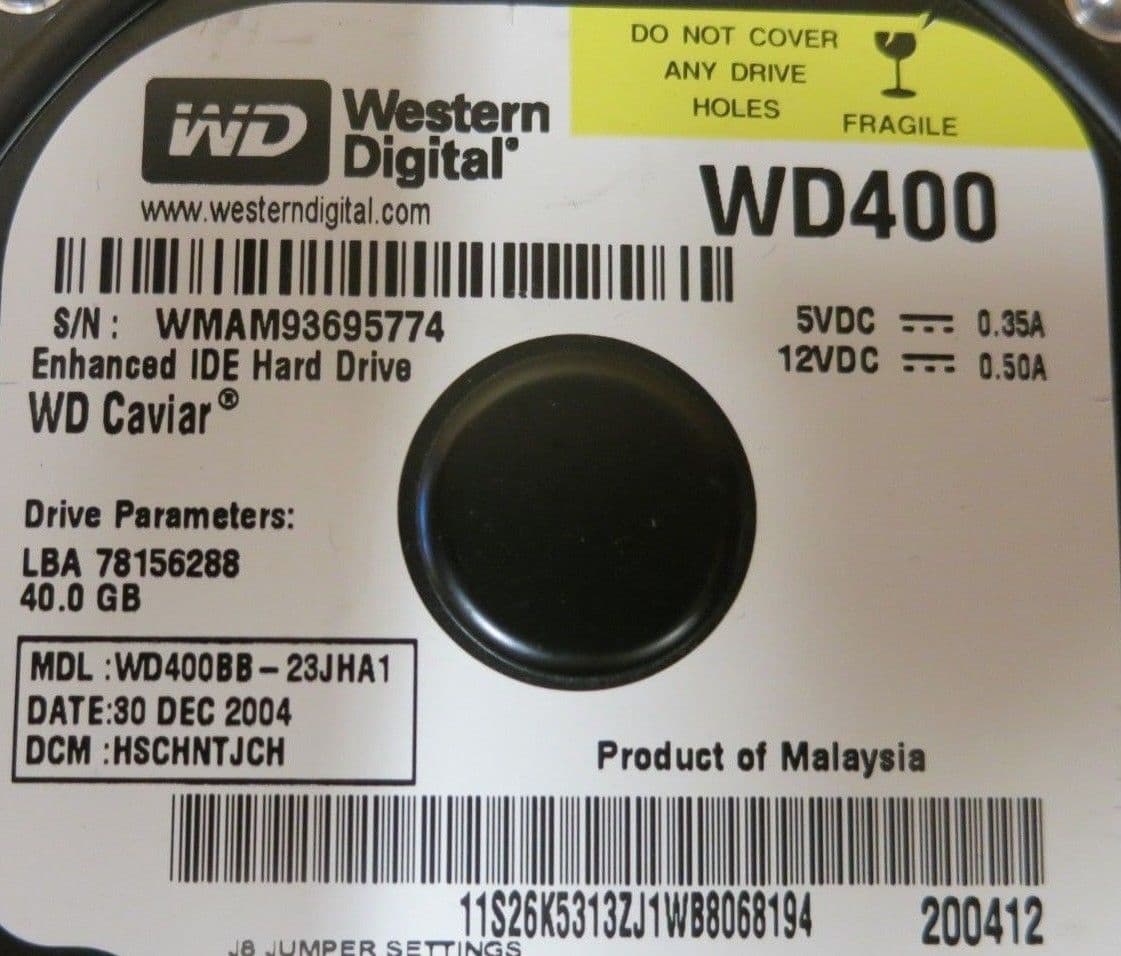 DO NOT COVER
ANY DRIVE
HOLES
FRAGILE
WD Western
Digital
www.westerndigital.com
WD400
S/N : WMAM93695774
Enhanced IDE Hard Drive
WD Caviar®
5VDC 0.35A
12VDC 0.50A
Drive Parameters:
LBA 78156288
40.0 GB
MDL :WD400BB-23JHA1
DATE:30 DEC 2004
DCM :HSCHNTJCH
Product of Malaysia
11S26K5313ZJ1WB8068194 200412
J8 JUMPER SETTINGS